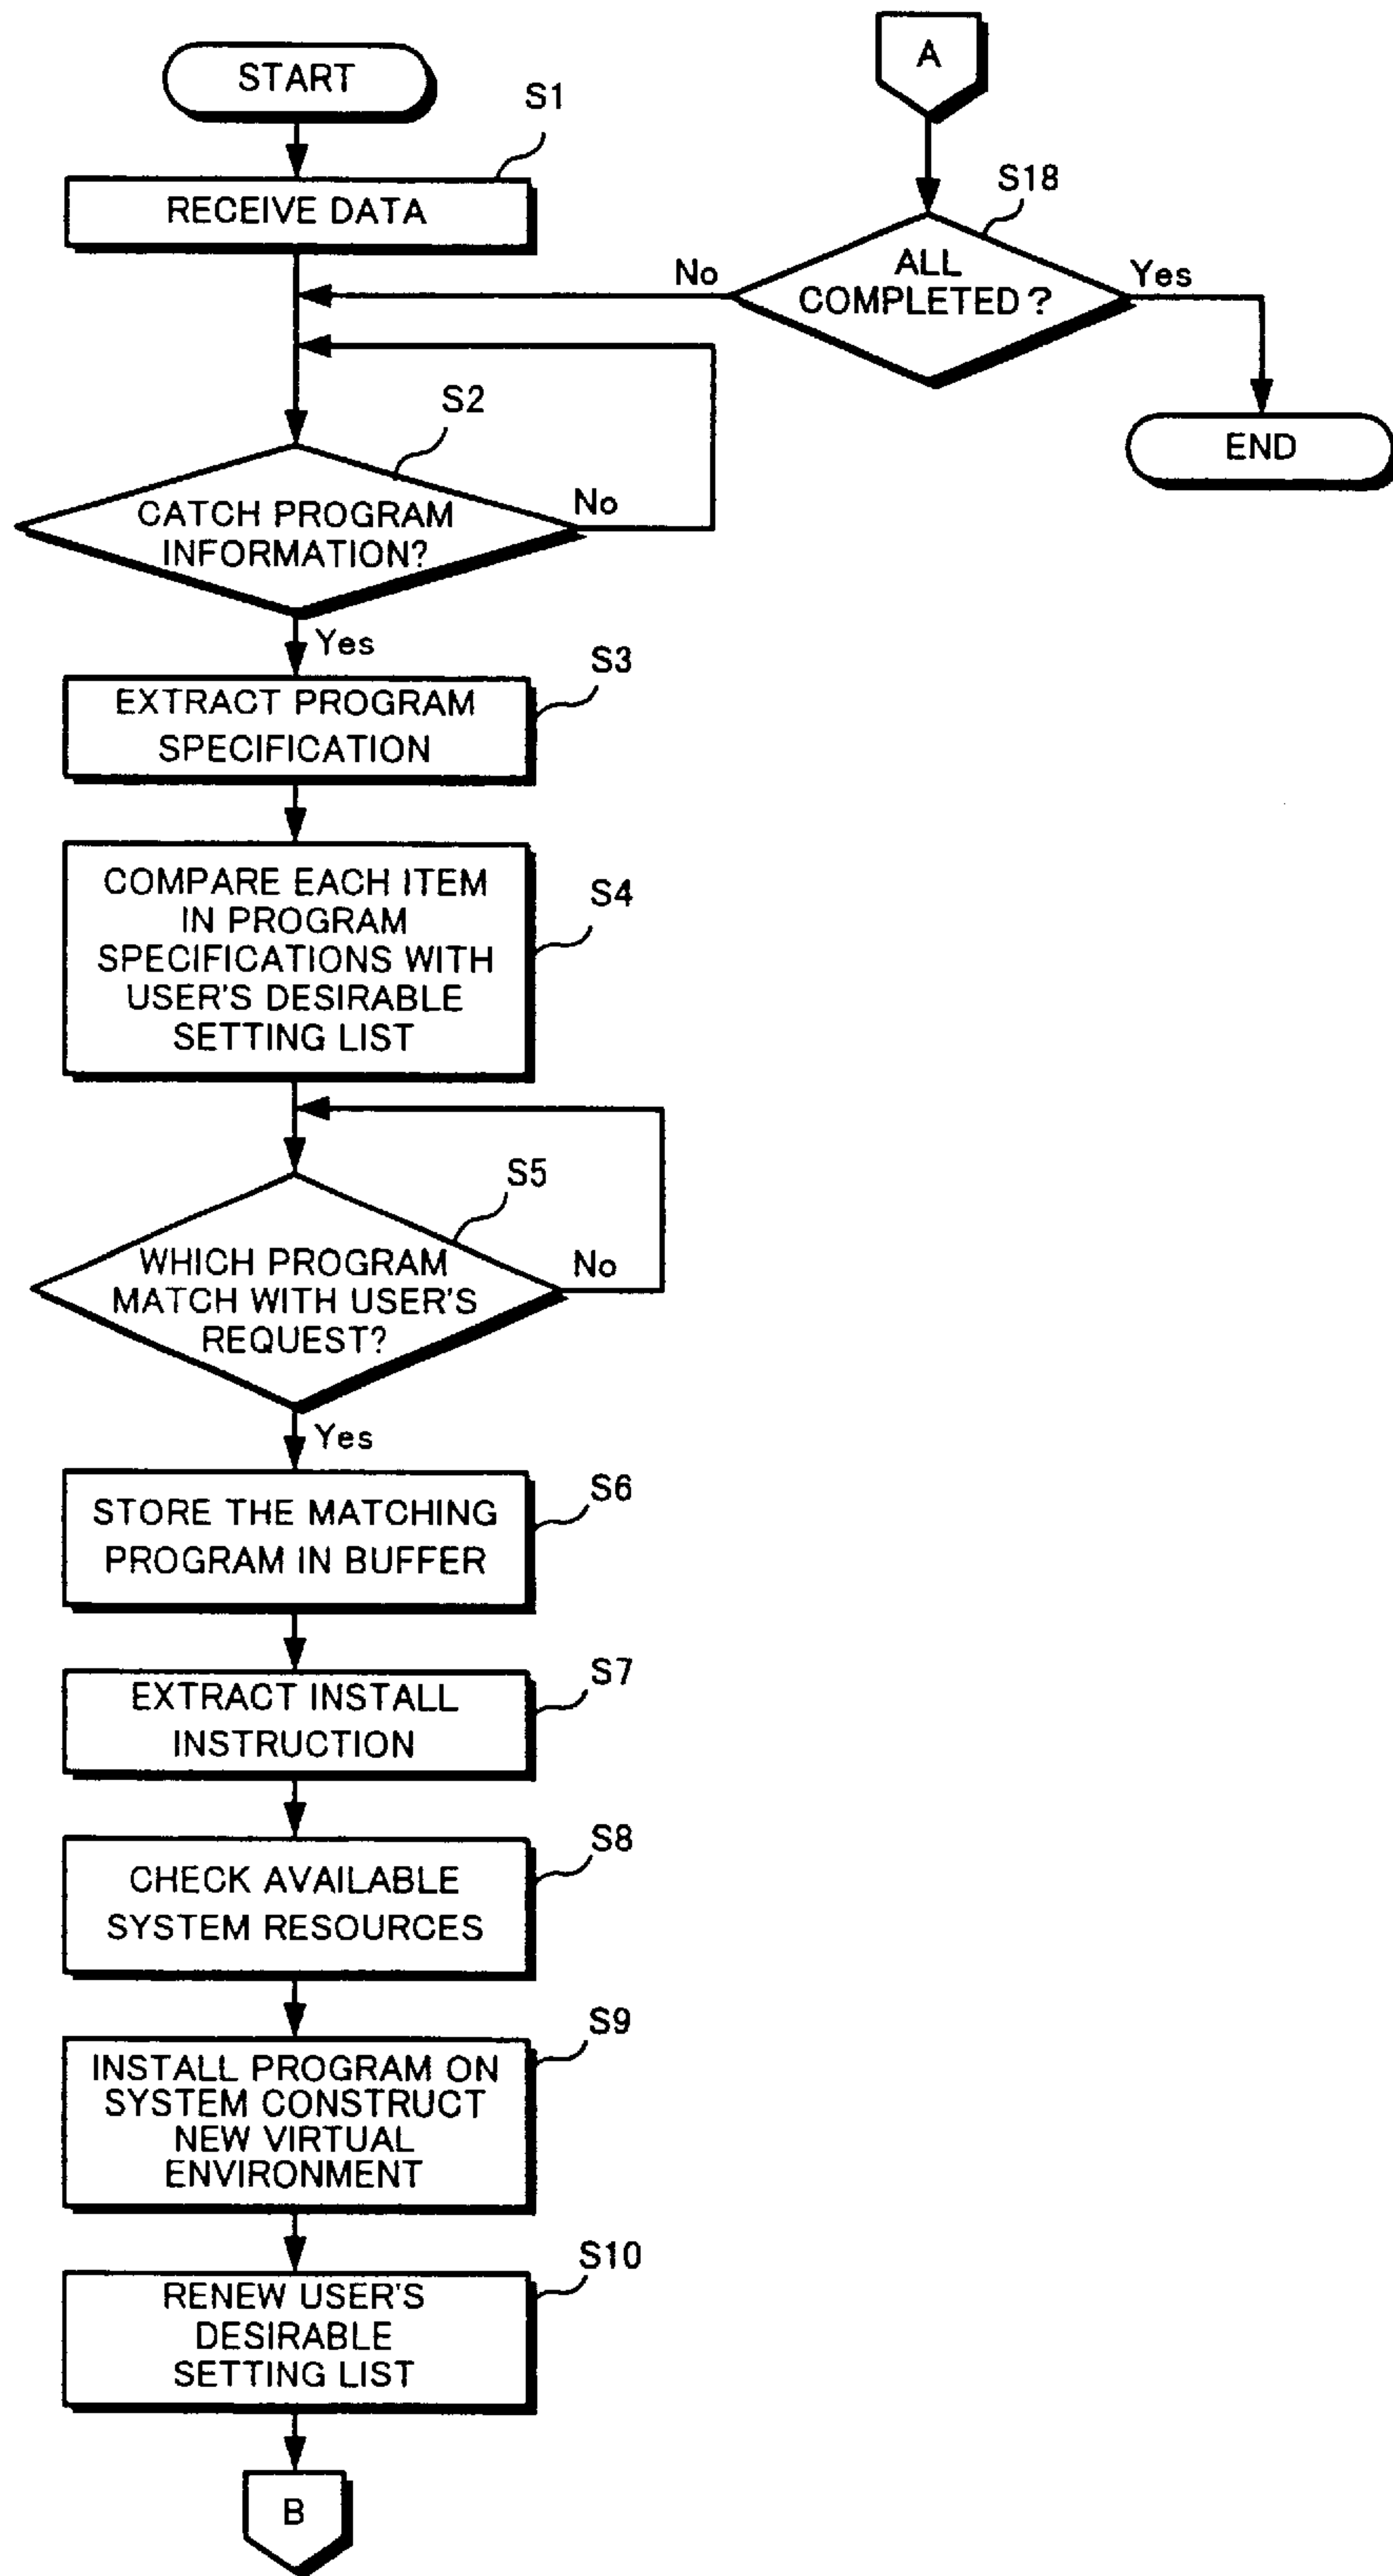 START
S1
RECEIVE DATA
A
S18
ALL
COMPLETED?
No
Yes
END
S2
CATCH PROGRAM
INFORMATION?
No
Yes
S3
EXTRACT PROGRAM
SPECIFICATION
S4
COMPARE EACH ITEM
IN PROGRAM
SPECIFICATIONS WITH
USER'S DESIRABLE
SETTING LIST
S5
WHICH PROGRAM
MATCH WITH USER'S
REQUEST?
No
Yes
S6
STORE THE MATCHING
PROGRAM IN BUFFER
S7
EXTRACT INSTALL
INSTRUCTION
S8
CHECK AVAILABLE
SYSTEM RESOURCES
S9
INSTALL PROGRAM ON
SYSTEM CONSTRUCT
NEW VIRTUAL
ENVIRONMENT
S10
RENEW USER'S
DESIRABLE
SETTING LIST
B